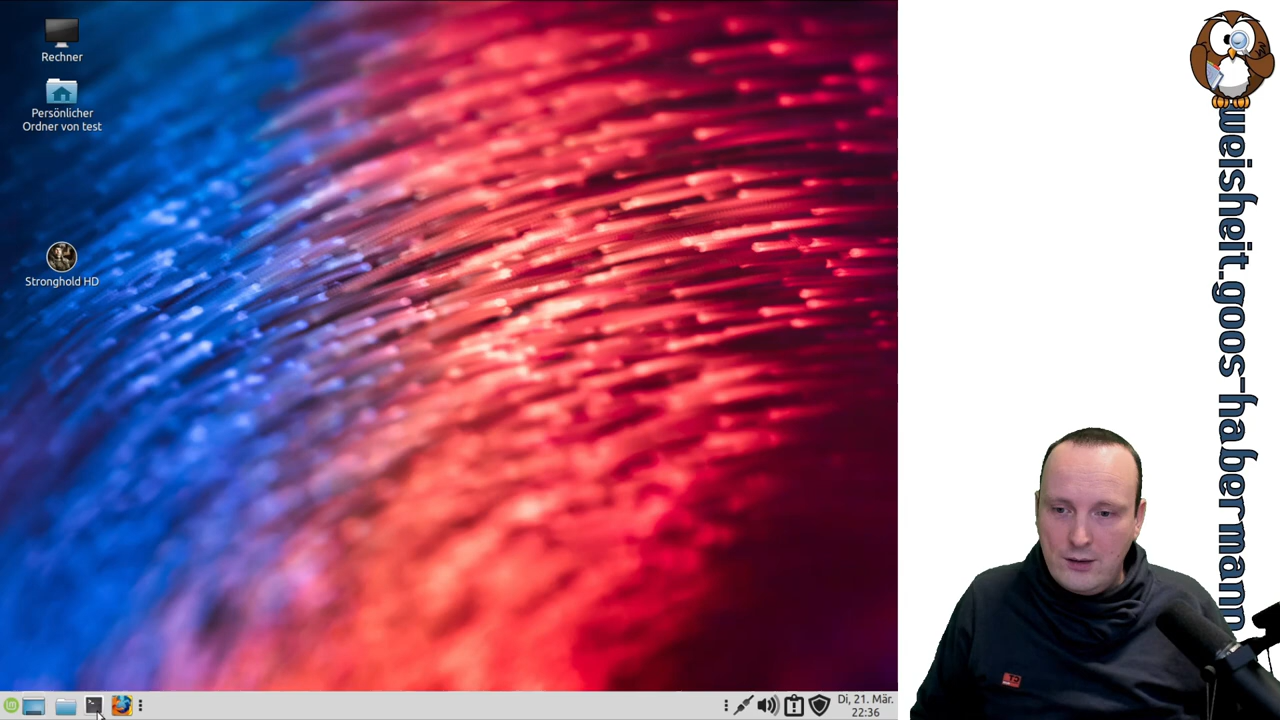 Rechner
Persönlicher
Ordner von test
Stronghold HD
weisheit.goos-habermann
Di, 21. Mär.
22:36